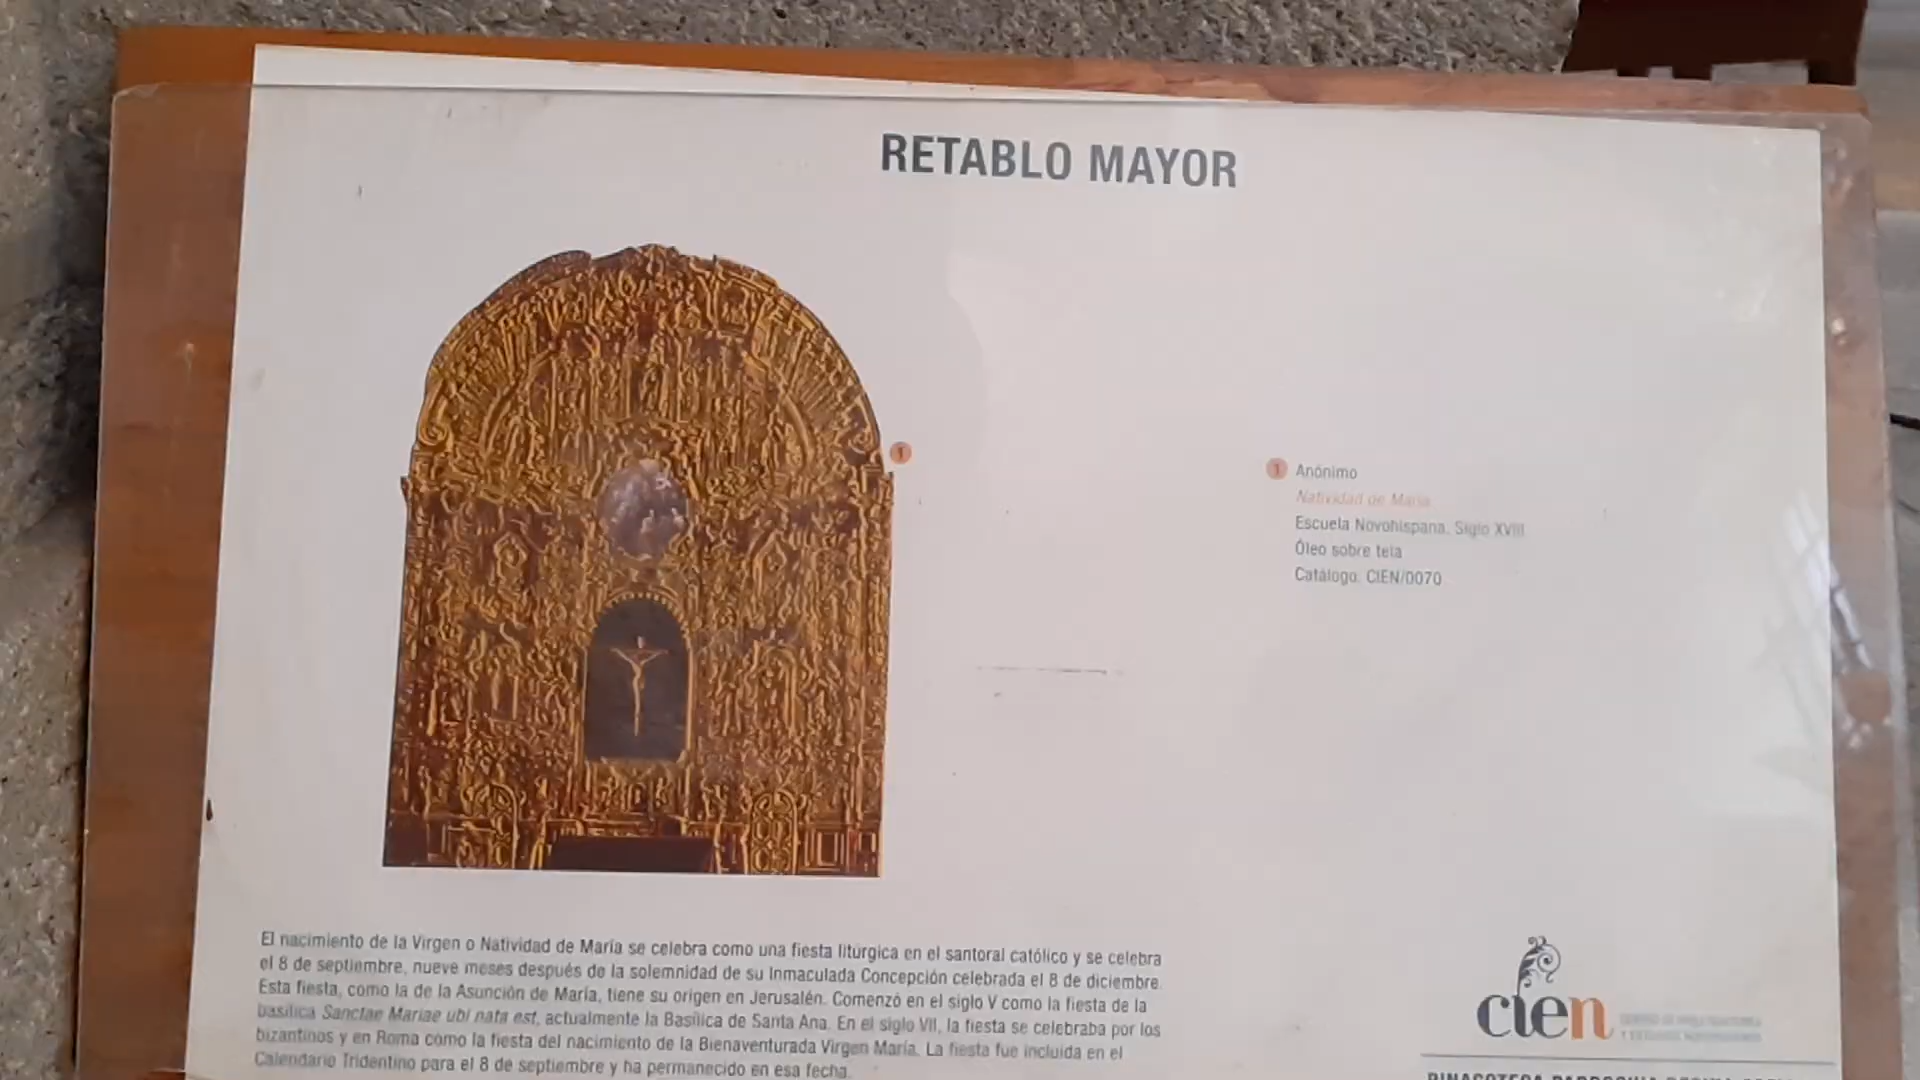 RETABLO MAYOR
1
1 Anónimo
Natividad de María
Escuela Novohispana. Siglo XVIII
Óleo sobre tela
Catálogo: CIEN/0070
El nacimiento de la Virgen o Natividad de María se celebra como una fiesta litúrgica en el santoral católico y se celebra
el 8 de septiembre, nueve meses después de la solemnidad de su Inmaculada Concepción celebrada el 8 de diciembre.
Esta fiesta, como la de la Asunción de María, tiene su origen en Jerusalén. Comenzó en el siglo V como la fiesta de la
basílica Sanctae Mariae ubi nata est, actualmente la Basílica de Santa Ana. En el siglo VII, la fiesta se celebraba por los
bizantinos y en Roma como la fiesta del nacimiento de la Bienaventurada Virgen María. La fiesta fue incluida en el
Calendario Tridentino para el 8 de septiembre y ha permanecido en esa fecha.
cien
PINACOTECA PARROQUIA REGINA